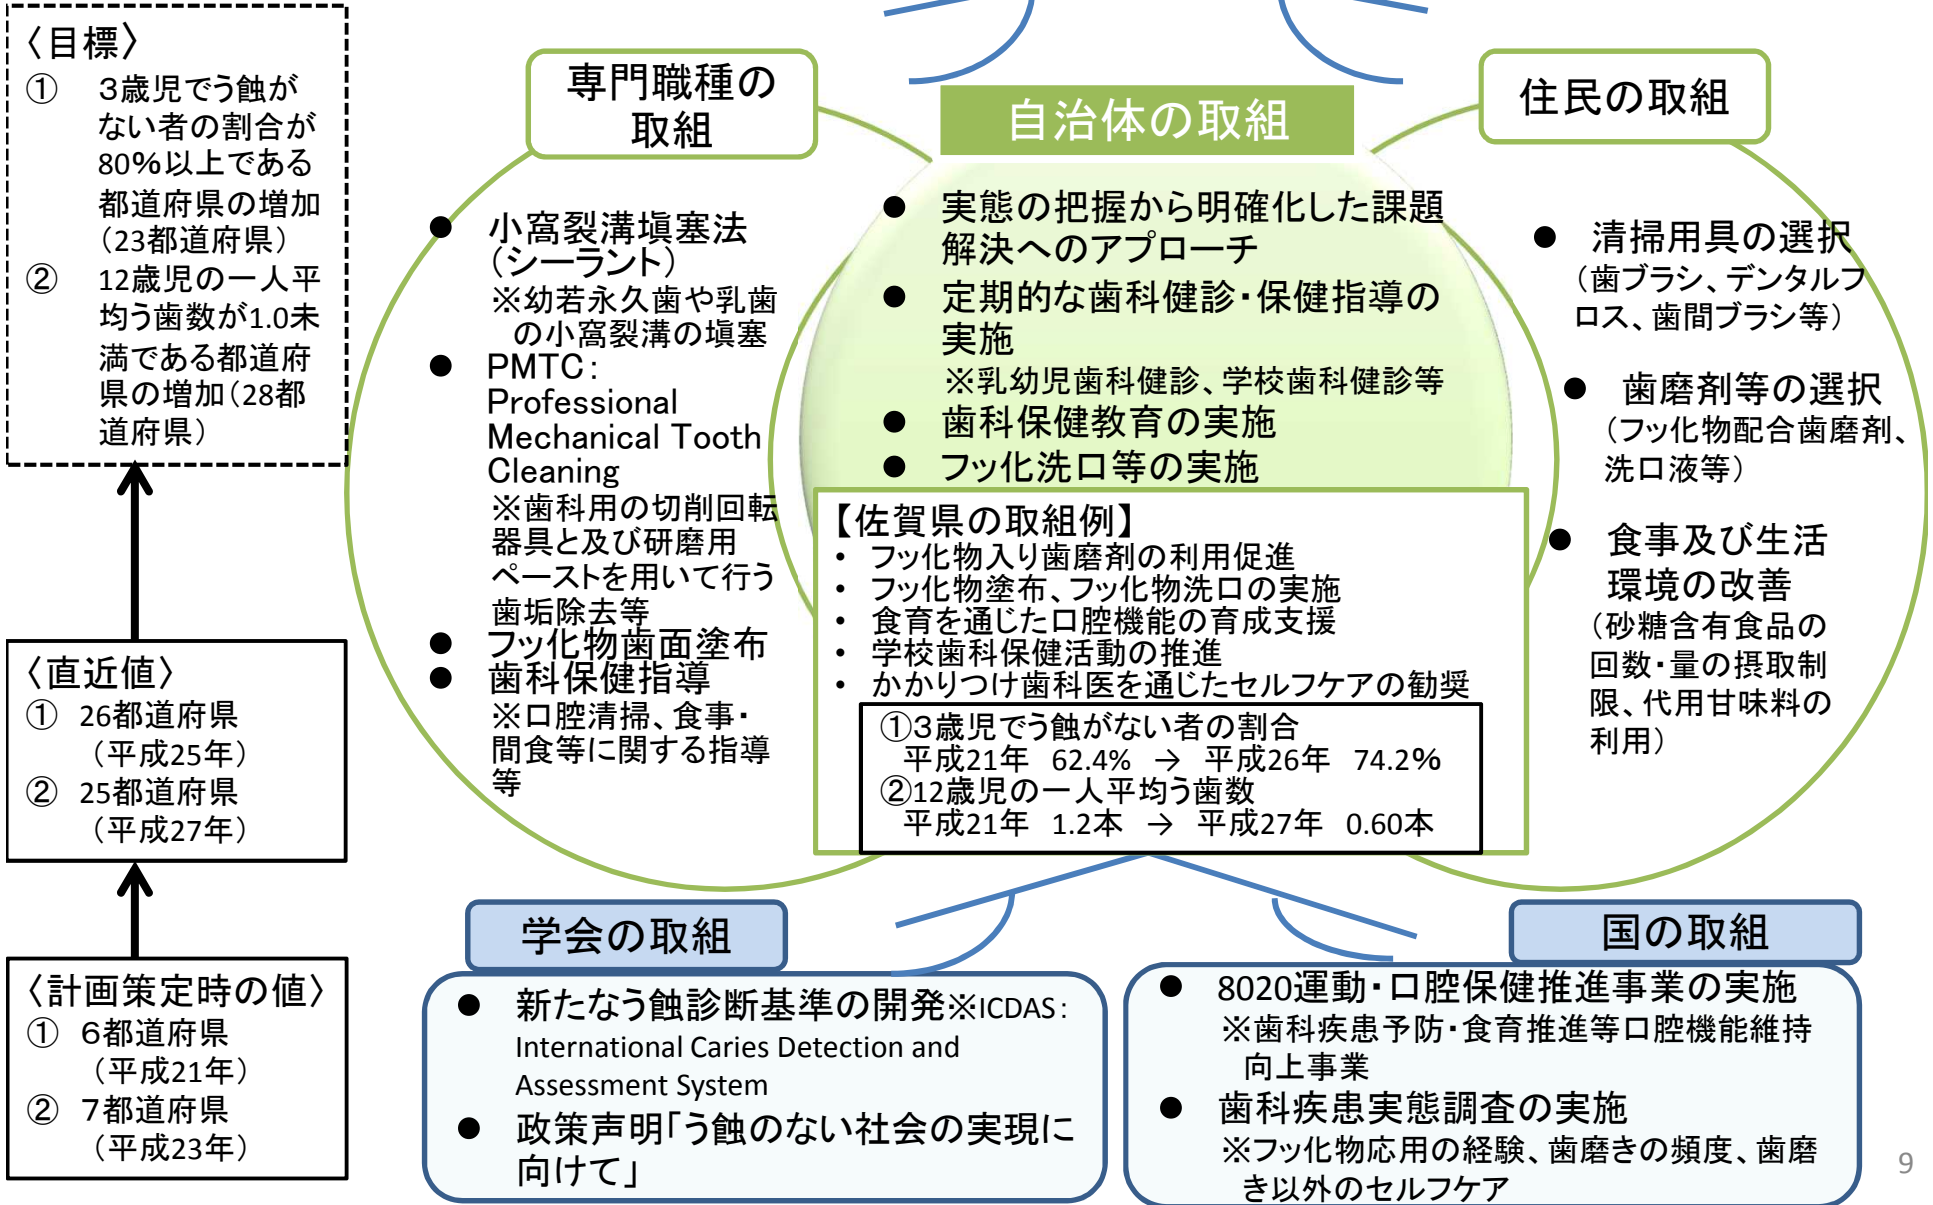 〈目標〉
① 3歳児でう蝕が
ない者の割合が
80%以上である
都道府県の増加
（23都道府県）
② 12歳児の一人平
均う歯数が1.0未
満である都道府
県の増加（28都
道府県）
〈直近値〉
① 26都道府県
（平成25年）
② 25都道府県
（平成27年）
〈計画策定時の値〉
① 6都道府県
（平成21年）
② 7都道府県
（平成23年）
専門職種の
取組
● 小窩裂溝塡塞法
（シーラント）
※幼若永久歯や乳歯
の小窩裂溝の塡塞
● PMTC：
Professional
Mechanical Tooth
Cleaning
※歯科用の切削回転
器具と及び研磨用
ペーストを用いて行う
歯垢除去等
● フッ化物歯面塗布
● 歯科保健指導
※口腔清掃、食事・
間食等に関する指導
等
自治体の取組
● 実態の把握から明確化した課題
解決へのアプローチ
● 定期的な歯科健診・保健指導の
実施
※乳幼児歯科健診、学校歯科健診等
● 歯科保健教育の実施
● フッ化洗口等の実施
【佐賀県の取組例】
・ フッ化物入り歯磨剤の利用促進
・ フッ化物塗布、フッ化物洗口の実施
・ 食育を通じた口腔機能の育成支援
・ 学校歯科保健活動の推進
・ かかりつけ歯科医を通じたセルフケアの勧奨
①3歳児でう蝕がない者の割合
平成21年 62.4% → 平成26年 74.2%
②12歳児の一人平均う歯数
平成21年 1.2本 → 平成27年 0.60本
住民の取組
● 清掃用具の選択
（歯ブラシ、デンタルフ
ロス、歯間ブラシ等）
● 歯磨剤等の選択
（フッ化物配合歯磨剤、
洗口液等）
● 食事及び生活
環境の改善
（砂糖含有食品の
回数・量の摂取制
限、代用甘味料の
利用）
学会の取組
● 新たなう蝕診断基準の開発※ICDAS：
International Caries Detection and
Assessment System
● 政策声明「う蝕のない社会の実現に
向けて」
国の取組
● 8020運動・口腔保健推進事業の実施
※歯科疾患予防・食育推進等口腔機能維持
向上事業
● 歯科疾患実態調査の実施
※フッ化物応用の経験、歯磨きの頻度、歯磨
き以外のセルフケア
9